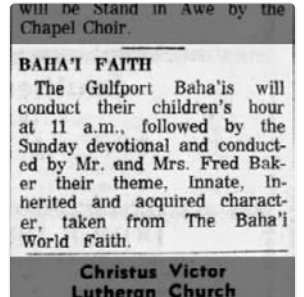 will be Stand in Awe by the
Chapel Choir.
BAHA'I FAITH
The Gulfport Baha'is will
conduct their children's hour
at 11 a.m., followed by the
Sunday devotional and conduct-
ed by Mr. and Mrs. Fred Bak-
er their theme, Innate, In-
herited and acquired charact-
er, taken from The Baha'i
World Faith.
Christus Victor
Lutheran Church